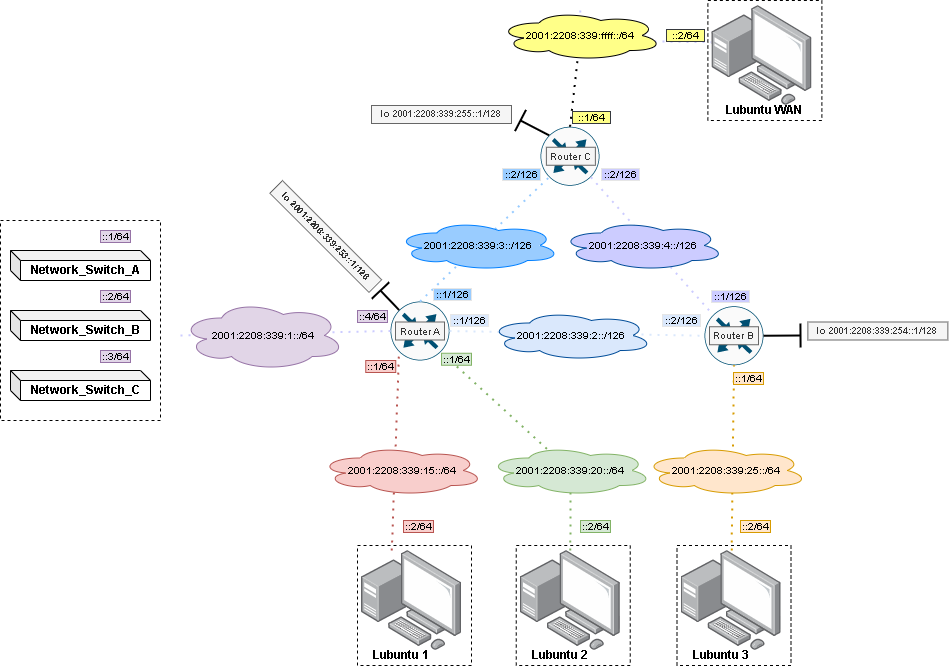 2001:2208:339:ffff::/64
::2/64
Lubuntu WAN
lo 2001:2208:339:255::1/128
::1/64
Router C
::2/126
::2/126
lo 2001:2208:339:253::1/128
2001:2208:339:3::/126
2001:2208:339:4::/126
::1/64
Network_Switch_A
::2/64
Network_Switch_B
::3/64
Network_Switch_C
::1/126
::1/126
2001:2208:339:1::/64
::4/64
Router A
::1/126
2001:2208:339:2::/126
::2/126
Router B
lo 2001:2208:339:254::1/128
::1/64
::1/64
::1/64
2001:2208:339:15::/64
2001:2208:339:20::/64
2001:2208:339:25::/64
::2/64
::2/64
::2/64
Lubuntu 1
Lubuntu 2
Lubuntu 3